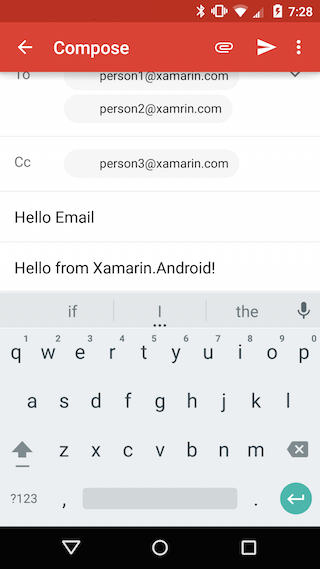 7:28
Compose
To person1@xamarin.com
person2@xamrin.com
Cc person3@xamarin.com
Hello Email
Hello from Xamarin.Android!
if I the
1 2 3 4 5 6 7 8 9 0
q w e r t y u i o p
a s d f g h j k l
z x c v b n m
?123 , .